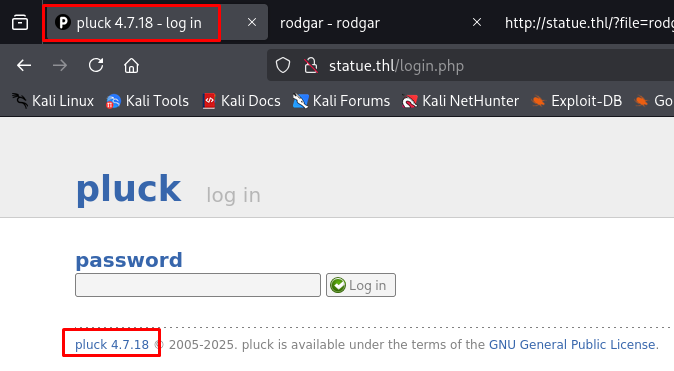 pluck 4.7.18 - log in
rodgar - rodgar
http://statue.thl/?file=rodg
statue.thl/login.php
Kali Linux
Kali Tools
Kali Docs
Kali Forums
Kali NetHunter
Exploit-DB
Go
pluck log in
password
Log in
pluck 4.7.18 © 2005-2025. pluck is available under the terms of the GNU General Public License.